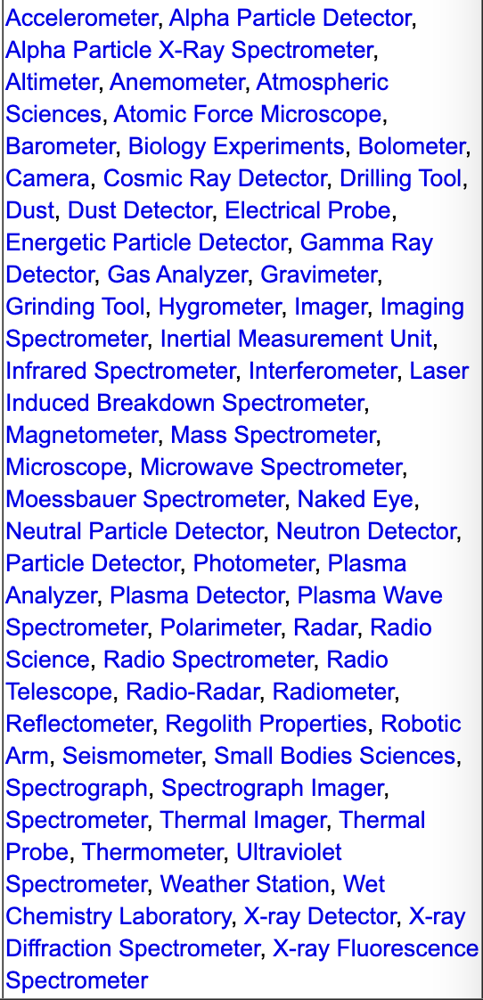 Accelerometer, Alpha Particle Detector,
Alpha Particle X-Ray Spectrometer,
Altimeter, Anemometer, Atmospheric
Sciences, Atomic Force Microscope,
Barometer, Biology Experiments, Bolometer,
Camera, Cosmic Ray Detector, Drilling Tool,
Dust, Dust Detector, Electrical Probe,
Energetic Particle Detector, Gamma Ray
Detector, Gas Analyzer, Gravimeter,
Grinding Tool, Hygrometer, Imager, Imaging
Spectrometer, Inertial Measurement Unit,
Infrared Spectrometer, Interferometer, Laser
Induced Breakdown Spectrometer,
Magnetometer, Mass Spectrometer,
Microscope, Microwave Spectrometer,
Moessbauer Spectrometer, Naked Eye,
Neutral Particle Detector, Neutron Detector,
Particle Detector, Photometer, Plasma
Analyzer, Plasma Detector, Plasma Wave
Spectrometer, Polarimeter, Radar, Radio
Science, Radio Spectrometer, Radio
Telescope, Radio-Radar, Radiometer,
Reflectometer, Regolith Properties, Robotic
Arm, Seismometer, Small Bodies Sciences,
Spectrograph, Spectrograph Imager,
Spectrometer, Thermal Imager, Thermal
Probe, Thermometer, Ultraviolet
Spectrometer, Weather Station, Wet
Chemistry Laboratory, X-ray Detector, X-ray
Diffraction Spectrometer, X-ray Fluorescence
Spectrometer